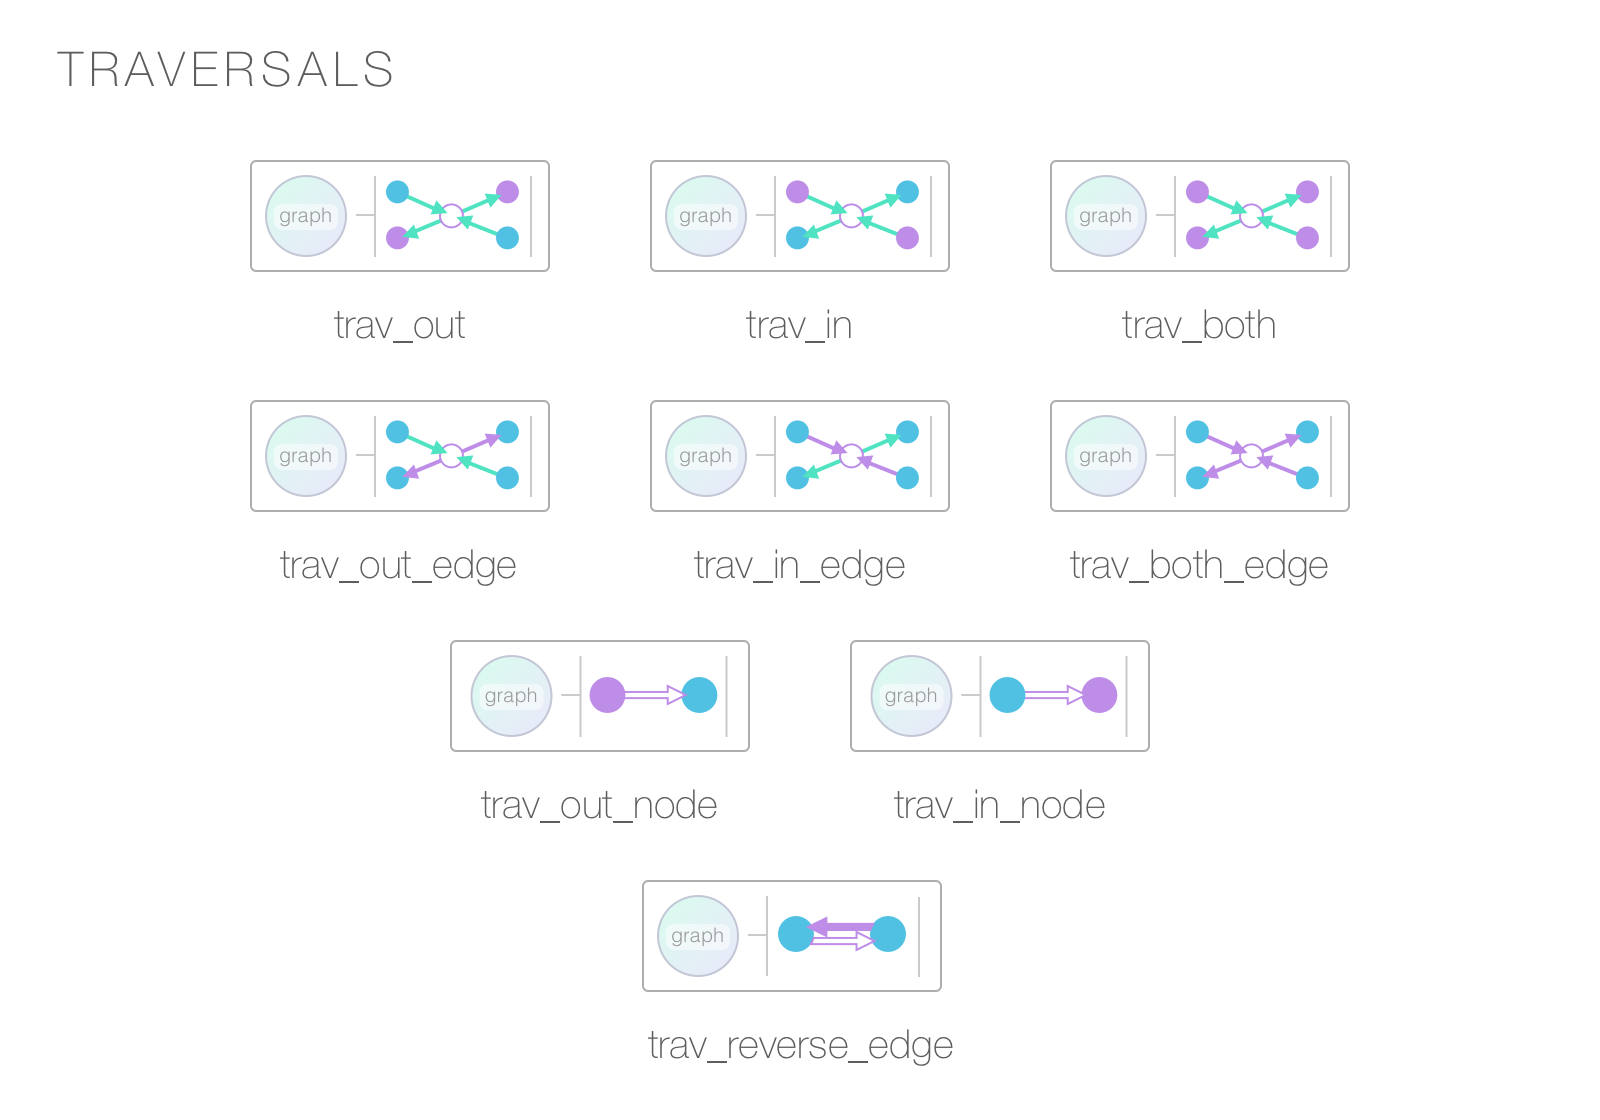 TRAVERSALS
graph
graph
graph
trav_out
trav_in
trav_both
graph
graph
graph
trav_out_edge
trav_in_edge
trav_both_edge
graph
graph
trav_out_node
trav_in_node
graph
trav_reverse_edge